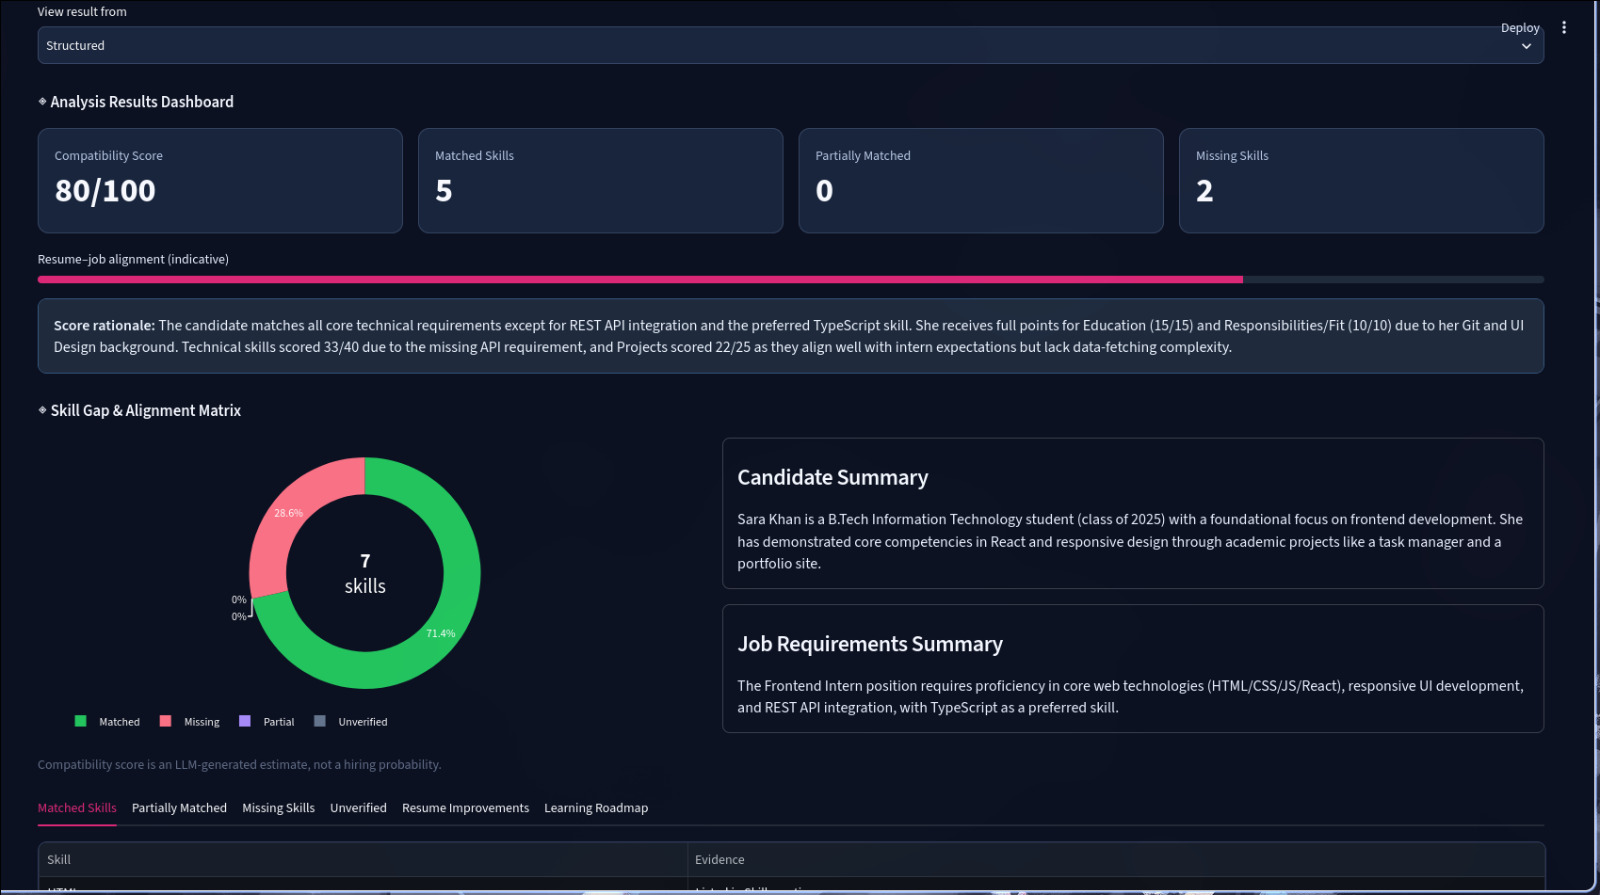 View result from
Deploy
Structured
Analysis Results Dashboard
Compatibility Score
80/100
Matched Skills
5
Partially Matched
0
Missing Skills
2
Resume–job alignment (indicative)
Score rationale: The candidate matches all core technical requirements except for REST API integration and the preferred TypeScript skill. She receives full points for Education (15/15) and Responsibilities/Fit (10/10) due to her Git and UI
Design background. Technical skills scored 33/40 due to the missing API requirement, and Projects scored 22/25 as they align well with intern expectations but lack data-fetching complexity.
Skill Gap & Alignment Matrix
28.6%
0%
0%
71.4%
7
skills
Matched
Missing
Partial
Unverified
Candidate Summary
Sara Khan is a B.Tech Information Technology student (class of 2025) with a foundational focus on frontend development. She
has demonstrated core competencies in React and responsive design through academic projects like a task manager and a
portfolio site.
Job Requirements Summary
The Frontend Intern position requires proficiency in core web technologies (HTML/CSS/JS/React), responsive UI development,
and REST API integration, with TypeScript as a preferred skill.
Compatibility score is an LLM-generated estimate, not a hiring probability.
Matched Skills
Partially Matched
Missing Skills
Unverified
Resume Improvements
Learning Roadmap
Skill
Evidence